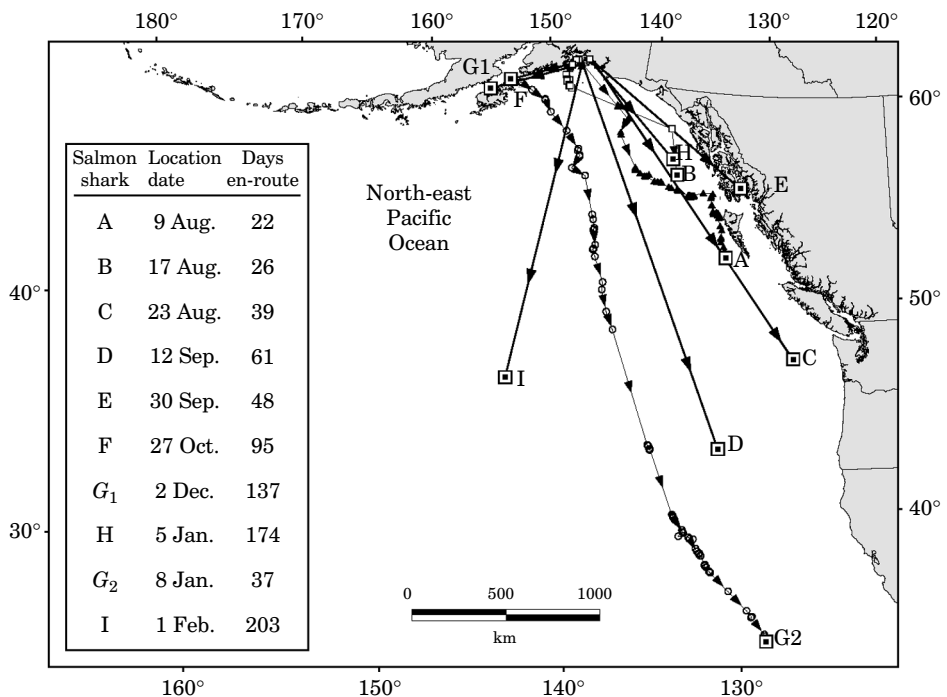 180° 170° 160° 150° 140° 130° 120°
G1
F
60°
H
B
E
Salmon shark Location date Days en-route
A 9 Aug. 22
B 17 Aug. 26
C 23 Aug. 39
D 12 Sep. 61
E 30 Sep. 48
F 27 Oct. 95
G1 2 Dec. 137
H 5 Jan. 174
G2 8 Jan. 37
I 1 Feb. 203
North-east
Pacific
Ocean
A
40°
50°
C
I
D
30°
40°
0 500 1000
km
G2
160° 150° 140° 130°